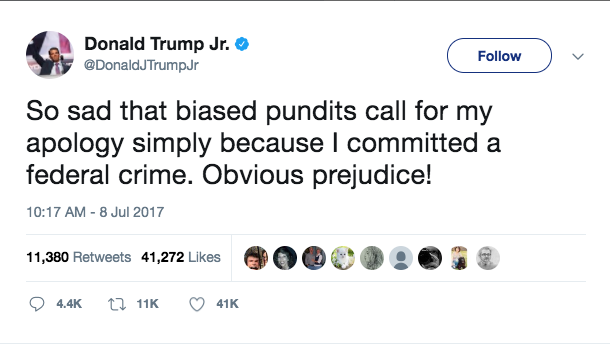 Donald Trump Jr.
@DonaldJTrumpJr
Follow
So sad that biased pundits call for my
apology simply because I committed a
federal crime. Obvious prejudice!
10:17 AM - 8 Jul 2017
11,380 Retweets 41,272 Likes
4.4K 11K 41K